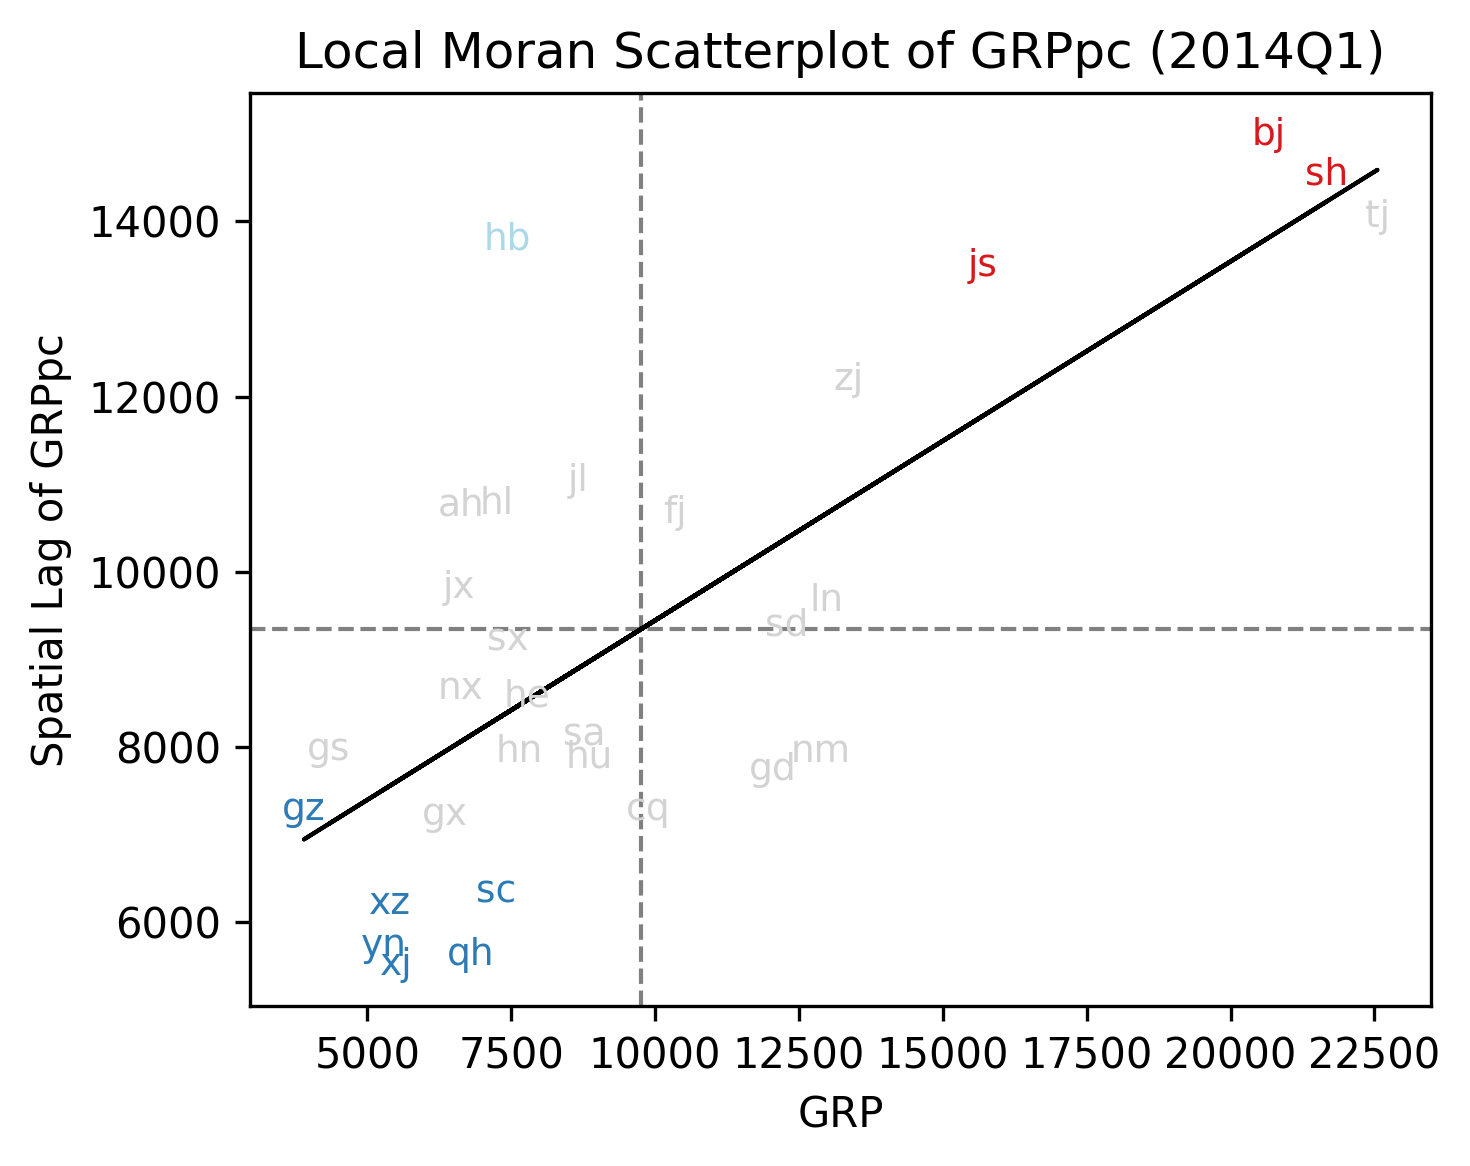 Local Moran Scatterplot of GRPpc (2014Q1)
Spatial Lag of GRPpc
14000
12000
10000
8000
6000
bj
sh
tj
hb
js
zj
jl
ah
hl
fj
jx
ln
sd
sx
nx
he
sa
gs
hn
hu
nm
gd
gz
gx
cq
sc
xz
yn
qh
xj
5000 7500 10000 12500 15000 17500 20000 22500
GRP